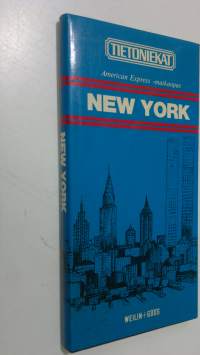 TIETONIEKAT
American Express -matkaopas
NEW YORK
WEILIN+GÖÖS
NEW YORK